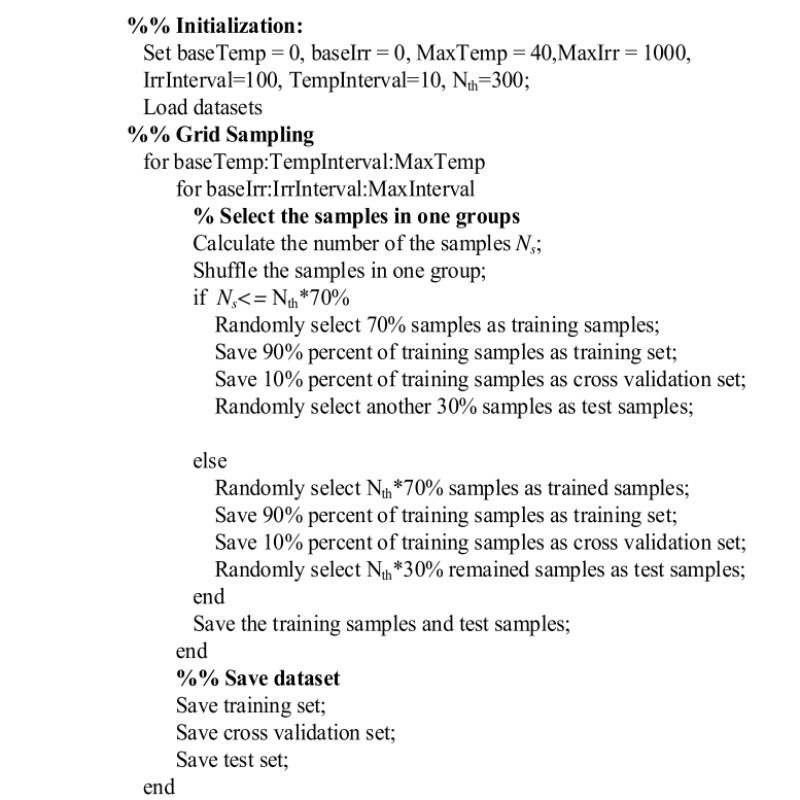 %% Initialization:
Set baseTemp = 0, baseIrr = 0, MaxTemp = 40,MaxIrr = 1000,
IrrInterval=100, TempInterval=10, Nth=300;
Load datasets
%% Grid Sampling
for baseTemp:TempInterval:MaxTemp
for baseIrr:IrrInterval:MaxInterval
% Select the samples in one groups
Calculate the number of the samples Ns;
Shuffle the samples in one group;
if Ns<= Nth*70%
Randomly select 70% samples as training samples;
Save 90% percent of training samples as training set;
Save 10% percent of training samples as cross validation set;
Randomly select another 30% samples as test samples;
else
Randomly select Nth*70% samples as trained samples;
Save 90% percent of training samples as training set;
Save 10% percent of training samples as cross validation set;
Randomly select Nth*30% remained samples as test samples;
end
Save the training samples and test samples;
end
%% Save dataset
Save training set;
Save cross validation set;
Save test set;
end